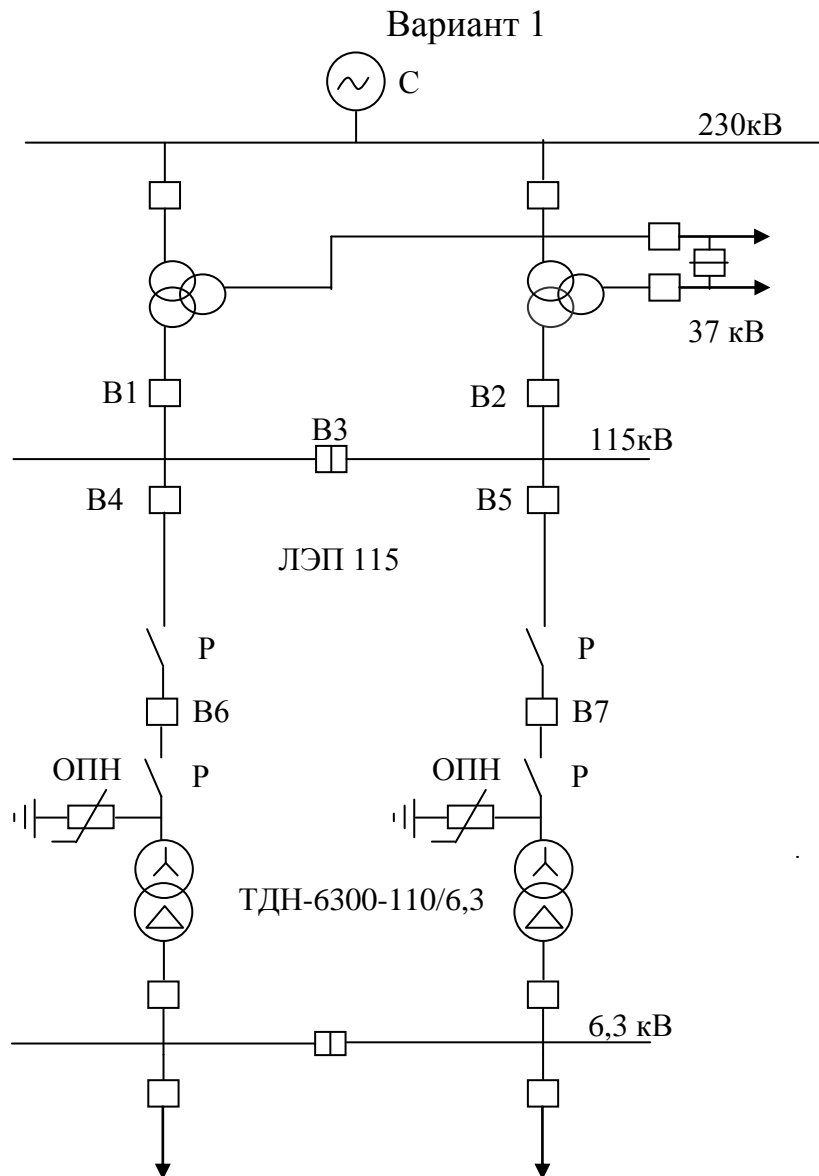 Вариант 1
С
230кВ
37 кВ
В1
В2
В3
115кВ
В4
В5
ЛЭП 115
Р
Р
В6
В7
ОПН
Р
ОПН
Р
ТДН-6300-110/6,3
6,3 кВ